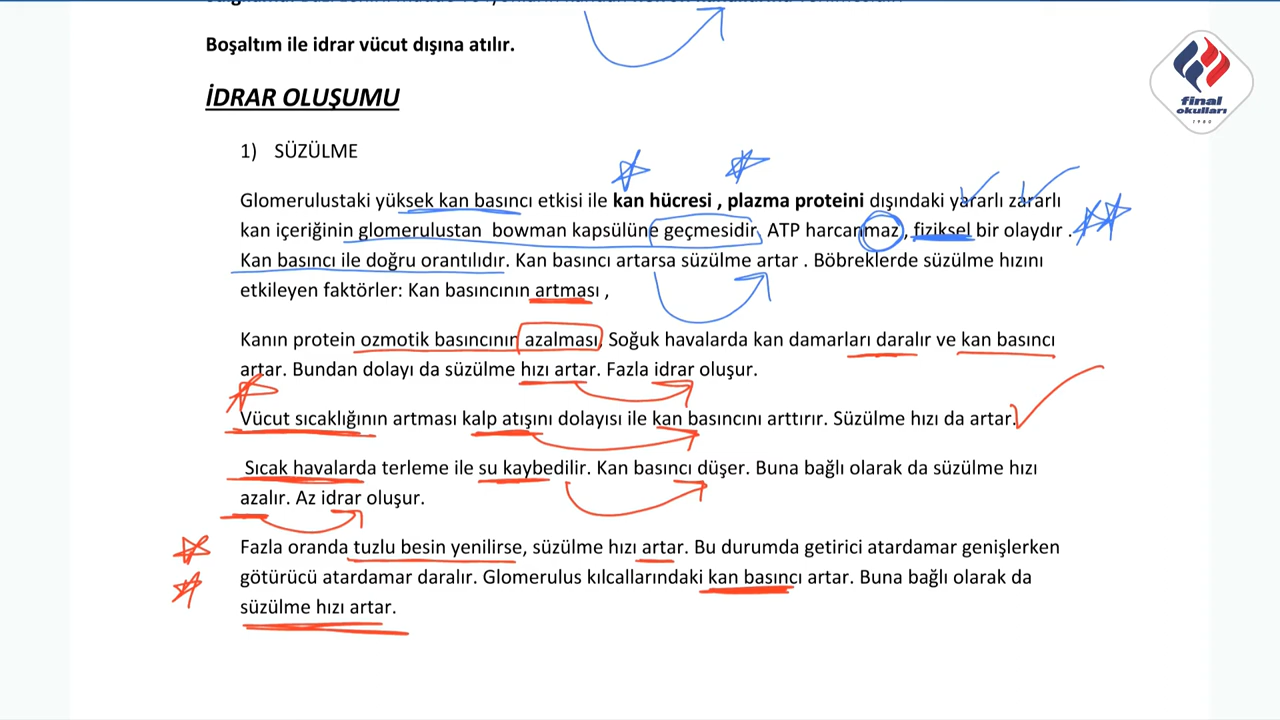 Boşaltım ile idrar vücut dışına atılır.
İDRAR OLUŞUMU
final
okulları
1980
1) SÜZÜLME
Glomerulustaki yüksek kan basıncı etkisi ile kan hücresi , plazma proteini dışındaki yararlı zararlı
kan içeriğinin glomerulustan bowman kapsülüne geçmesidir. ATP harcanmaz , fiziksel bir olaydır .
Kan basıncı ile doğru orantılıdır. Kan basıncı artarsa süzülme artar . Böbreklerde süzülme hızını
etkileyen faktörler: Kan basıncının artması ,
Kanın protein ozmotik basıncının azalması, Soğuk havalarda kan damarları daralır ve kan basıncı
artar. Bundan dolayı da süzülme hızı artar. Fazla idrar oluşur.
Vücut sıcaklığının artması kalp atışını dolayısı ile kan basıncını arttırır. Süzülme hızı da artar.
Sıcak havalarda terleme ile su kaybedilir. Kan basıncı düşer. Buna bağlı olarak da süzülme hızı
azalır. Az idrar oluşur.
Fazla oranda tuzlu besin yenilirse, süzülme hızı artar. Bu durumda getirici atardamar genişlerken
götürücü atardamar daralır. Glomerulus kılcallarındaki kan basıncı artar. Buna bağlı olarak da
süzülme hızı artar.